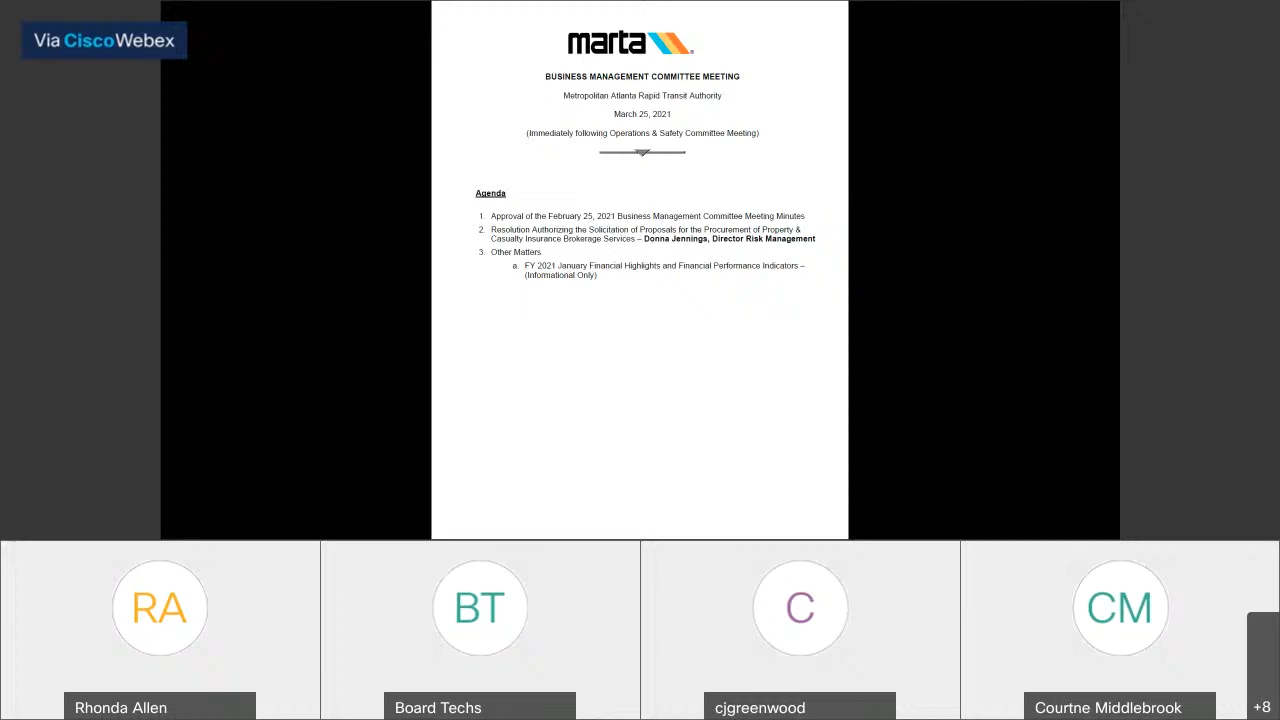 Via CiscoWebex
marta
BUSINESS MANAGEMENT COMMITTEE MEETING
Metropolitan Atlanta Rapid Transit Authority
March 25, 2021
(Immediately following Operations & Safety Committee Meeting)
Agenda
1. Approval of the February 25, 2021 Business Management Committee Meeting Minutes
2. Resolution Authorizing the Solicitation of Proposals for the Procurement of Property &
Casualty Insurance Brokerage Services – Donna Jennings, Director Risk Management
3. Other Matters
a. FY 2021 January Financial Highlights and Financial Performance Indicators –
(Informational Only)
RA
BT
C
CM
Rhonda Allen
Board Techs
cjgreenwood
Courtne Middlebrook
+8